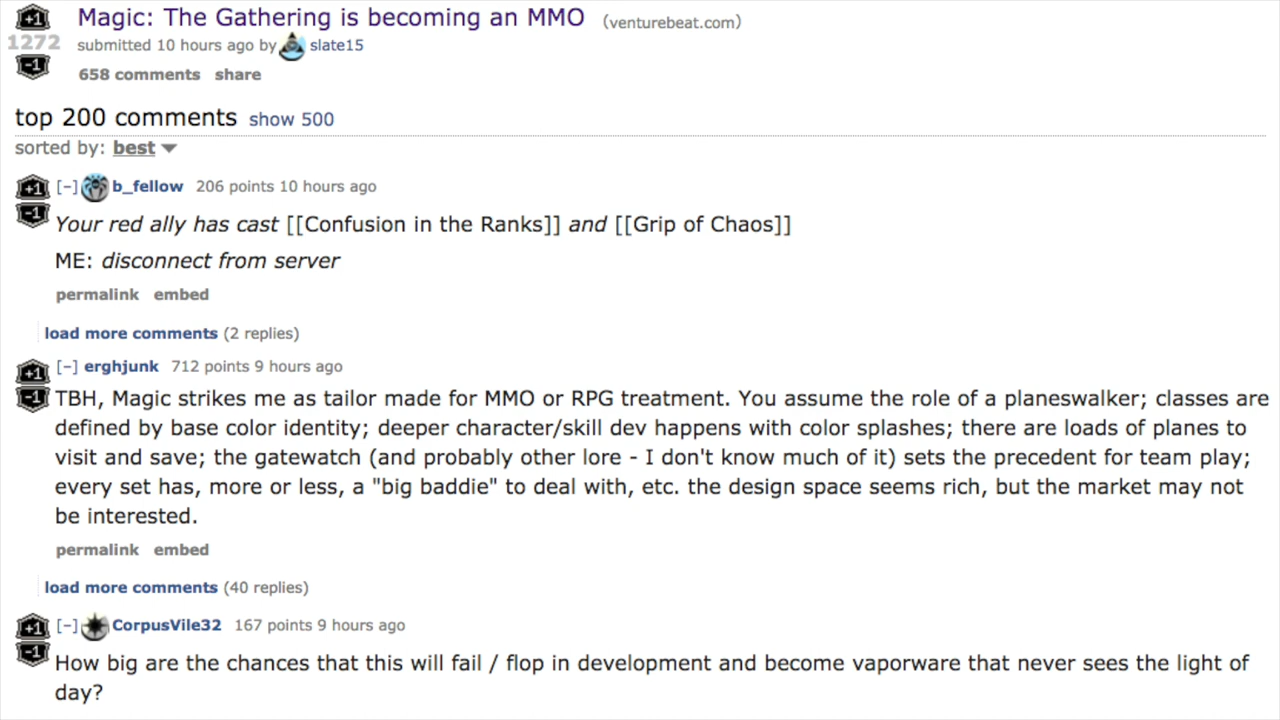 +1
Magic: The Gathering is becoming an MMO (venturebeat.com)
1272
submitted 10 hours ago by slate15
-1
658 comments share
top 200 comments show 500
sorted by: best
+1
[-] b_fellow 206 points 10 hours ago
-1
Your red ally has cast [[Confusion in the Ranks]] and [[Grip of Chaos]]
ME: disconnect from server
permalink embed
load more comments (2 replies)
+1
[-] erghjunk 712 points 9 hours ago
-1
TBH, Magic strikes me as tailor made for MMO or RPG treatment. You assume the role of a planeswalker; classes are
defined by base color identity; deeper character/skill dev happens with color splashes; there are loads of planes to
visit and save; the gatewatch (and probably other lore - I don't know much of it) sets the precedent for team play;
every set has, more or less, a "big baddie" to deal with, etc. the design space seems rich, but the market may not
be interested.
permalink embed
load more comments (40 replies)
+1
[-] CorpusVile32 167 points 9 hours ago
-1
How big are the chances that this will fail / flop in development and become vaporware that never sees the light of
day?